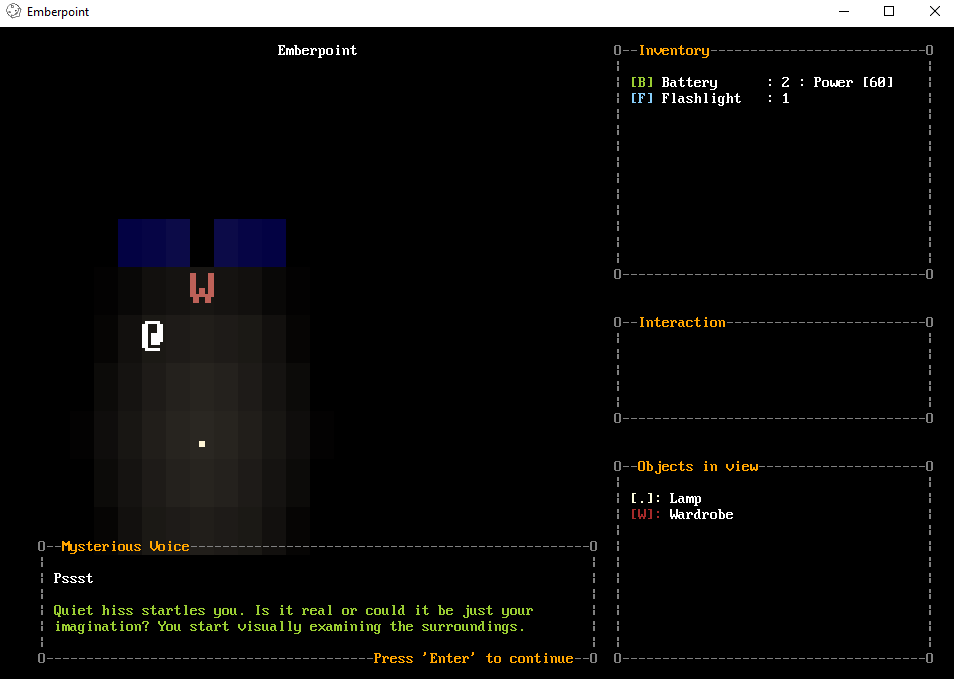 Emberpoint
Emberpoint
Inventory
[B] Battery : 2 : Power [60]
[F] Flashlight : 1
W
@
.
Interaction
Objects in view
[.]: Lamp
[W]: Wardrobe
Mysterious Voice
Pssst
Quiet hiss startles you. Is it real or could it be just your
imagination? You start visually examining the surroundings.
Press 'Enter' to continue